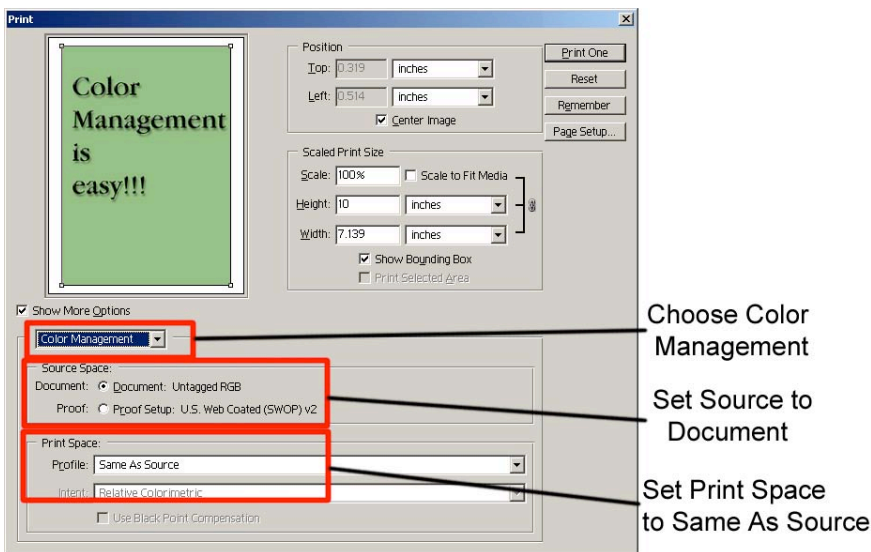 Print
Color
Management
is
easy!!!
Position
Top: 0.319 inches
Left: 0.514 inches
Center Image
Print One
Reset
Remember
Page Setup...
Scaled Print Size
Scale: 100% Scale to Fit Media
Height: 10 inches
Width: 7.139 inches
Show Bounding Box
Print Selected Area
Show More Options
Color Management
Source Space:
Document: Document: Untagged RGB
Proof: Proof Setup: U.S. Web Coated (SWOP) v2
Print Space:
Profile: Same As Source
Intent: Relative Colorimetric
Use Black Point Compensation
Choose Color
Management
Set Source to
Document
Set Print Space
to Same As Source